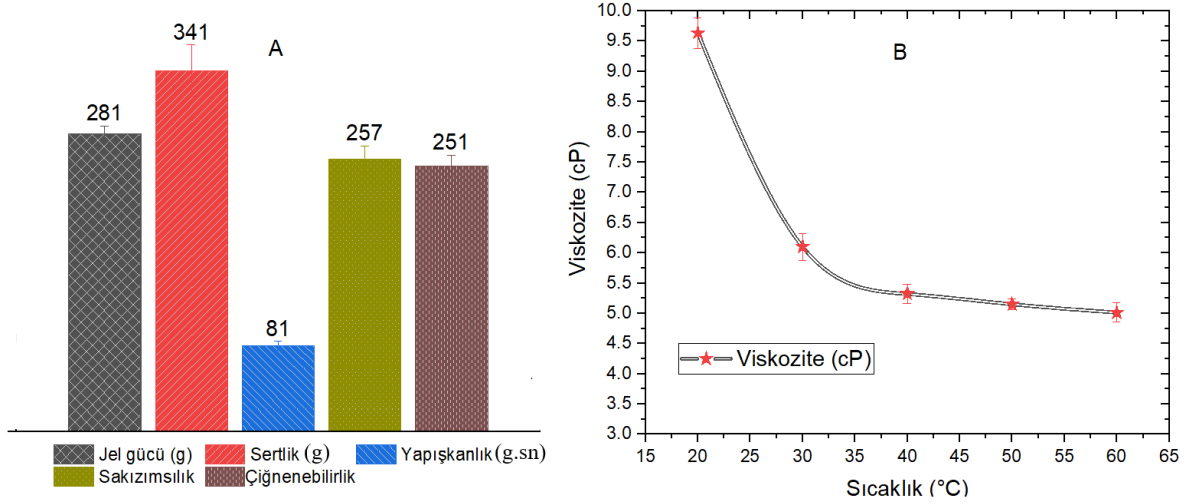 A
281
341
81
257
251
Jel gücü (g) Sertlik (g) Yapışkanlık (g.sn)
Sakızımsılık Çiğnenebilirlik
B
Viskozite (cP)
10.0
9.5
9.0
8.5
8.0
7.5
7.0
6.5
6.0
5.5
5.0
4.5
4.0
3.5
3.0
Viskozite (cP)
15 20 25 30 35 40 45 50 55 60 65
Sıcaklık (°C)